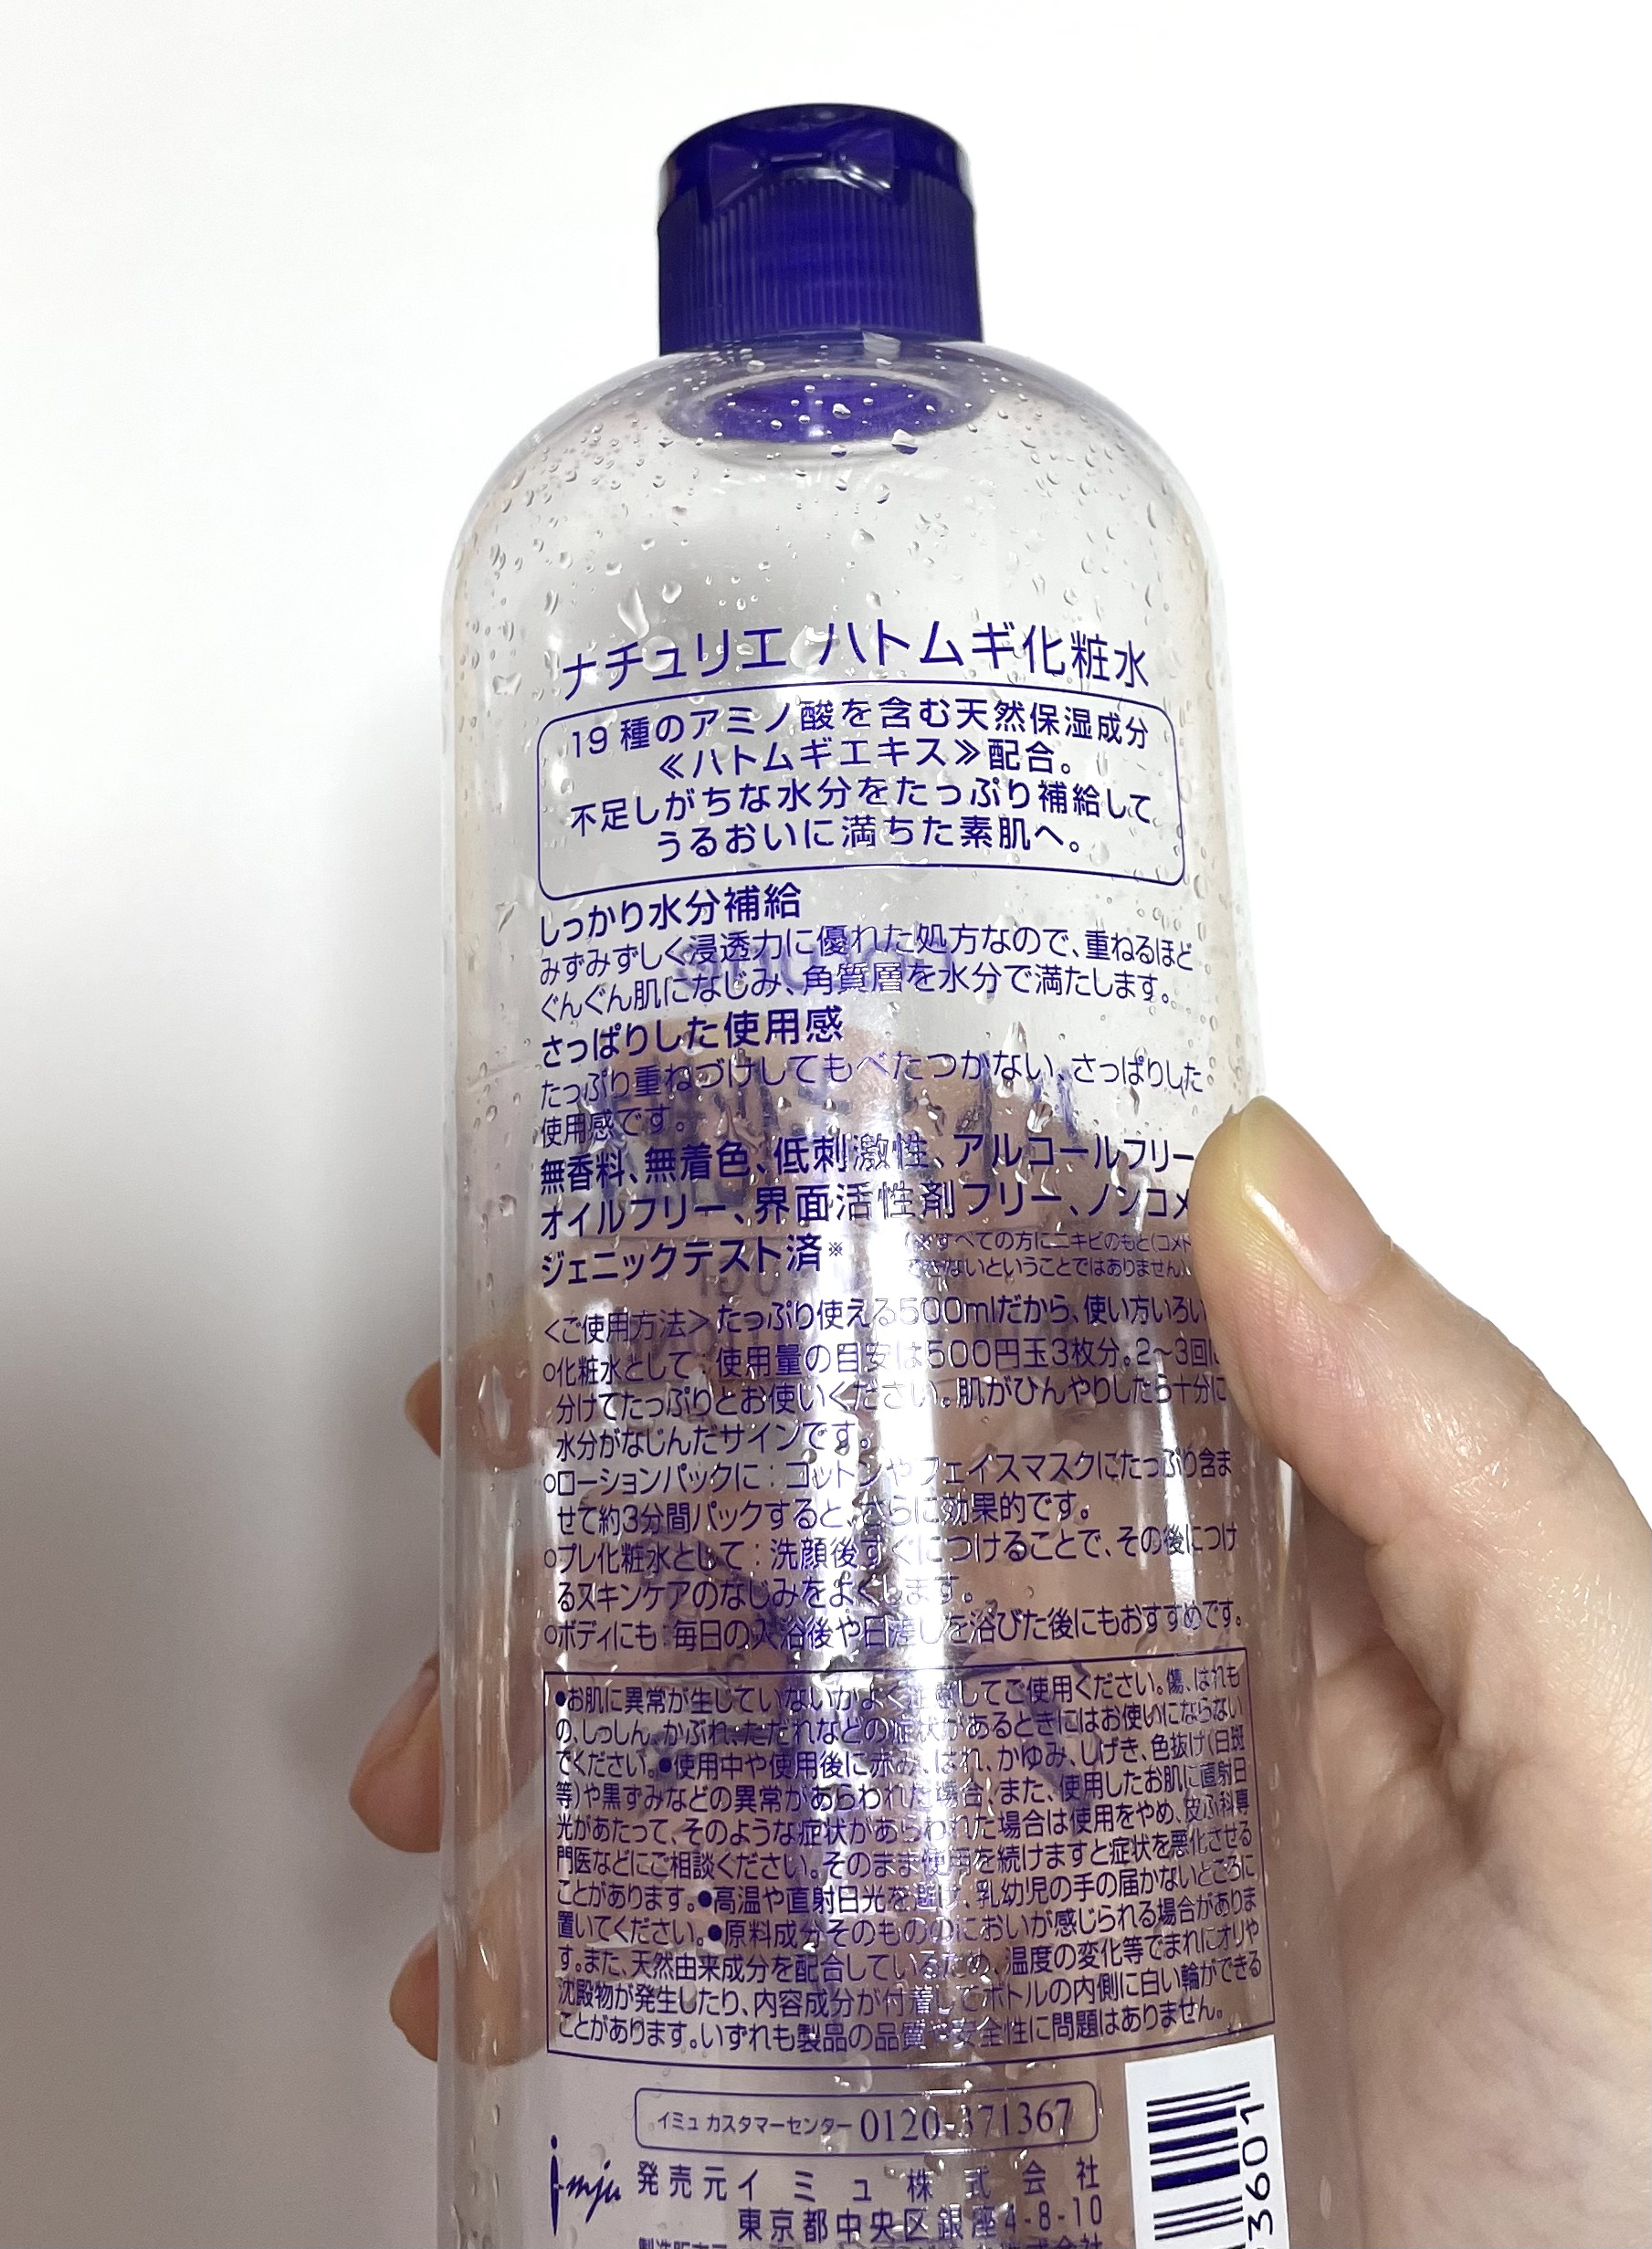 ナチュリエ ハトムギ化粧水
19種のアミノ酸を含む天然保湿成分
≪ハトムギエキス≫配合。
不足しがちな水分をたっぷり補給して
うるおいに満ちた素肌へ。
しっかり水分補給
みずみずしく浸透力に優れた処方なので、重ねるほど
ぐんぐん肌になじみ、角質層を水分で満たします。
さっぱりした使用感
たっぷり重ねづけしてもべたつかない、さっぱりした
使用感です。
無香料、無着色、低刺激性、アルコールフリー
オイルフリー、界面活性剤フリー、ノンコメ
ジェニックテスト済※
(※すべての方にニキビのもと(コメド
できないということではありません)
<ご使用方法>たっぷり使える500mlだから、使い方いろい
○化粧水として:使用量の目安は500円玉3枚分。2~3回に
分けてたっぷりとお使いください。肌がひんやりしたら十分に
水分がなじんだサインです。
○ローションパックに:コットンやフェイスマスクにたっぷり含ま
せて約3分間パックすると、さらに効果的です。
○プレ化粧水として:洗顔後すぐにつけることで、その後につけ
るスキンケアのなじみをよくします。
○ボディにも:毎日の入浴後や日差しを浴びた後にもおすすめです。
●お肌に異常が生じていないかよく注意してご使用ください。傷、はれも
の、しっしん、かぶれ、ただれなどの症状があるときにはお使いにならない
でください。●使用中や使用後に赤み、はれ、かゆみ、しげき、色抜け(白斑
等)や黒ずみなどの異常があらわれた場合、また、使用したお肌に直射日
光があたって、そのような症状があらわれた場合は使用をやめ、皮ふ科専
門医などにご相談ください。そのまま使用を続けますと症状を悪化させる
ことがあります。●高温や直射日光を避け、乳幼児の手の届かないところに
置いてください。●原料成分そのもののにおいが感じられる場合がありま
す。また、天然由来成分を配合しているため、温度の変化等でまれにオリや
沈殿物が発生したり、内容成分が付着してボトルの内側に白い輪ができる
ことがあります。いずれも製品の品質や安全性に問題はありません。
イミュ カスタマーセンター 0120-371367
imju
発売元イミュ株式会社
東京都中央区銀座4-8-10
3601